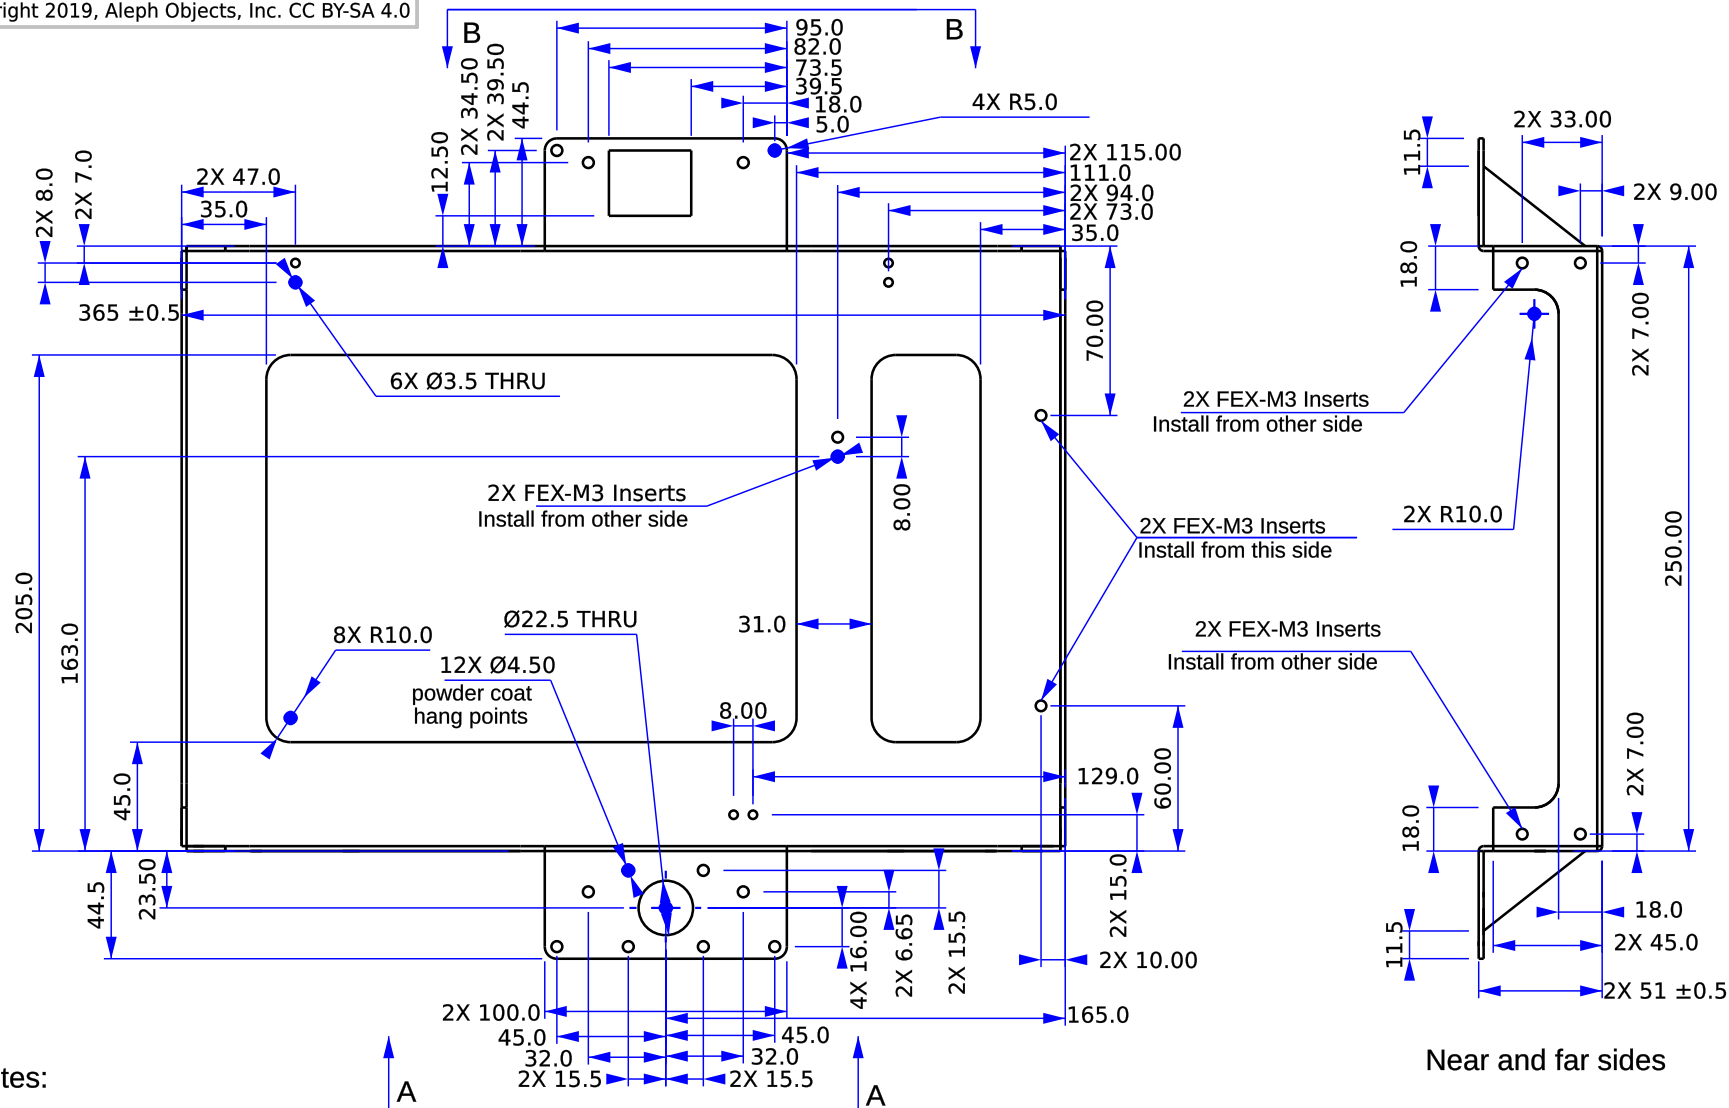 right 2019, Aleph Objects, Inc. CC BY-SA 4.0
B
B
95.0
82.0
73.5
39.5
18.0
5.0
2X 34.50
2X 39.50
44.5
12.50
4X R5.0
2X 115.00
111.0
2X 94.0
2X 73.0
35.0
2X 8.0
2X 7.0
2X 47.0
35.0
365 ±0.5
70.00
6X Ø3.5 THRU
2X FEX-M3 Inserts
Install from other side
8.00
2X FEX-M3 Inserts
Install from this side
205.0
163.0
8X R10.0
Ø22.5 THRU
12X Ø4.50
powder coat
hang points
31.0
8.00
129.0
60.00
45.0
44.5
23.50
2X 15.0
4X 16.00
2X 6.65
2X 15.5
2X 10.00
2X 100.0
165.0
45.0
45.0
32.0
32.0
2X 15.5
2X 15.5
A
A
tes:
11.5
2X 33.00
2X 9.00
18.0
2X 7.00
2X FEX-M3 Inserts
Install from other side
2X R10.0
250.00
2X FEX-M3 Inserts
Install from other side
2X 7.00
18.0
18.0
11.5
2X 45.0
2X 51 ±0.5
Near and far sides